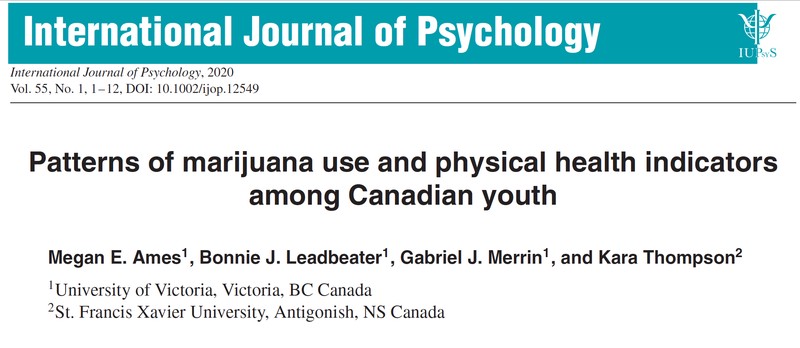 International Journal of Psychology
IUPsyS
International Journal of Psychology, 2020
Vol. 55, No. 1, 1–12, DOI: 10.1002/ijop.12549
Patterns of marijuana use and physical health indicators
among Canadian youth
Megan E. Ames1, Bonnie J. Leadbeater1, Gabriel J. Merrin1, and Kara Thompson2
1University of Victoria, Victoria, BC Canada
2St. Francis Xavier University, Antigonish, NS Canada